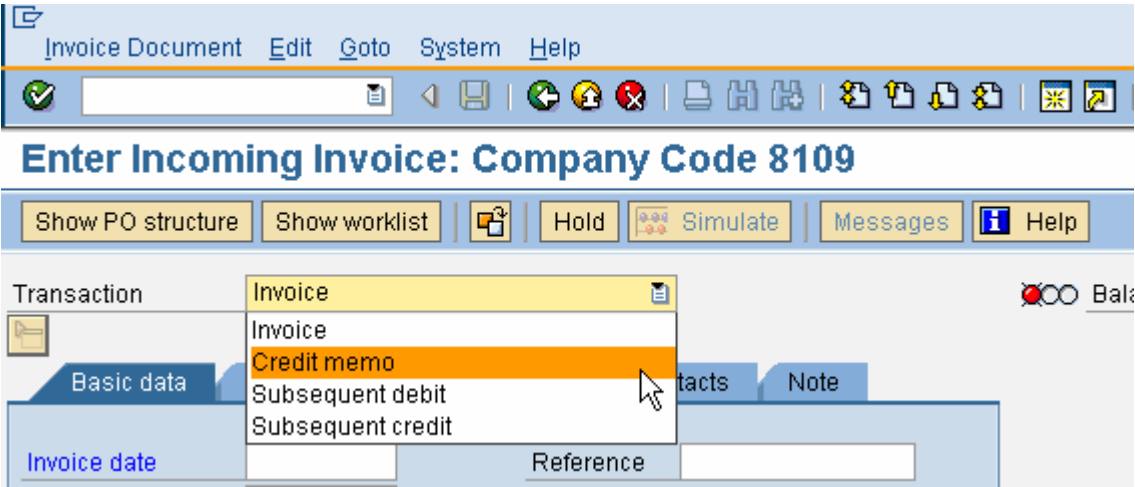 Invoice Document Edit Goto System Help
Enter Incoming Invoice: Company Code 8109
Show PO structure Show worklist Hold Simulate Messages Help
Transaction Invoice
Invoice
Credit memo
Subsequent debit
Subsequent credit
Basic data Note
Invoice date Reference